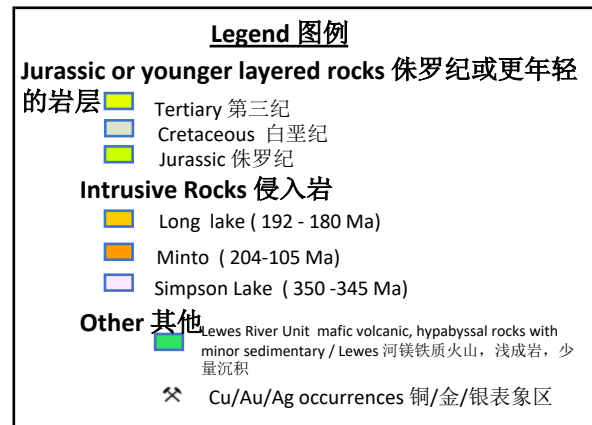 Legend 图例
Jurassic or younger layered rocks 侏罗纪或更年轻
的岩层
Tertiary 第三纪
Cretaceous 白垩纪
Jurassic 侏罗纪
Intrusive Rocks 侵入岩
Long lake ( 192 - 180 Ma)
Minto ( 204-105 Ma)
Simpson Lake ( 350 -345 Ma)
Other 其他
Lewes River Unit mafic volcanic, hypabyssal rocks with
minor sedimentary / Lewes 河镁铁质火山，浅成岩，少
量沉积
Cu/Au/Ag occurrences 铜/金/银表象区